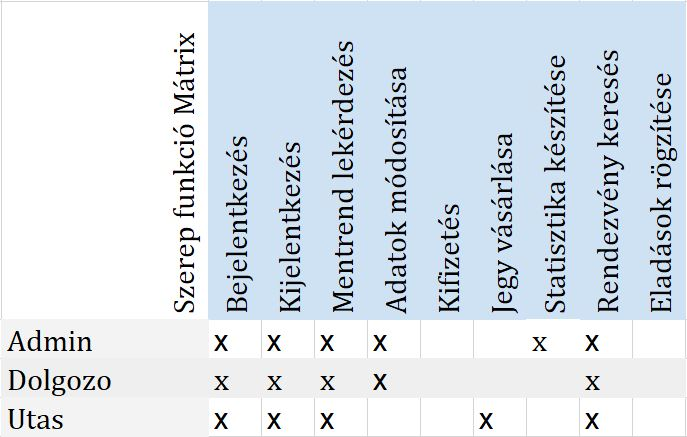 Szerep funkció Mátrix
Bejelentkezés
Kijelentkezés
Mentrend lekérdezés
Adatok módosítása
Kifizetés
Jegy vásárlása
Statisztika készítése
Rendezvény keresés
Eladások rögzítése
Admin x x x x x x
Dolgozo x x x x x
Utas x x x x x